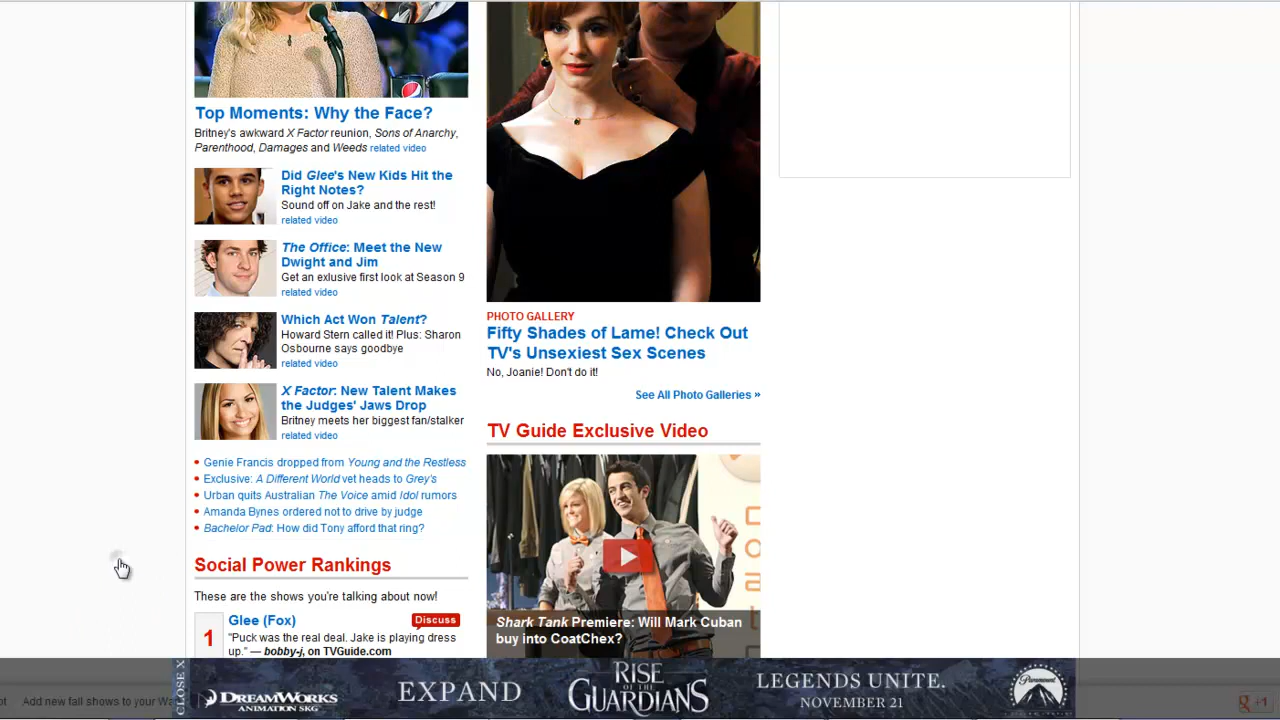 Top Moments: Why the Face?
Britney's awkward X Factor reunion, Sons of Anarchy,
Parenthood, Damages and Weeds related video
Did Glee's New Kids Hit the
Right Notes?
Sound off on Jake and the rest!
related video
The Office: Meet the New
Dwight and Jim
Get an exlusive first look at Season 9
related video
Which Act Won Talent?
Howard Stern called it! Plus: Sharon
Osbourne says goodbye
related video
X Factor: New Talent Makes
the Judges' Jaws Drop
Britney meets her biggest fan/stalker
related video
• Genie Francis dropped from Young and the Restless
• Exclusive: A Different World vet heads to Grey's
• Urban quits Australian The Voice amid Idol rumors
• Amanda Bynes ordered not to drive by judge
• Bachelor Pad: How did Tony afford that ring?
Social Power Rankings
These are the shows you're talking about now!
1
Glee (Fox)
Discuss
"Puck was the real deal. Jake is playing dress
up." — bobby-j, on TVGuide.com
PHOTO GALLERY
Fifty Shades of Lame! Check Out
TV's Unsexiest Sex Scenes
No, Joanie! Don't do it!
See All Photo Galleries »
TV Guide Exclusive Video
Shark Tank Premiere: Will Mark Cuban
buy into CoatChex?
CLOSE X
DREAMWORKS
ANIMATION SKG
EXPAND
RISE
OF THE
GUARDIANS
LEGENDS UNITE.
NOVEMBER 21
Paramount
Add new fall shows to your Wa
+1